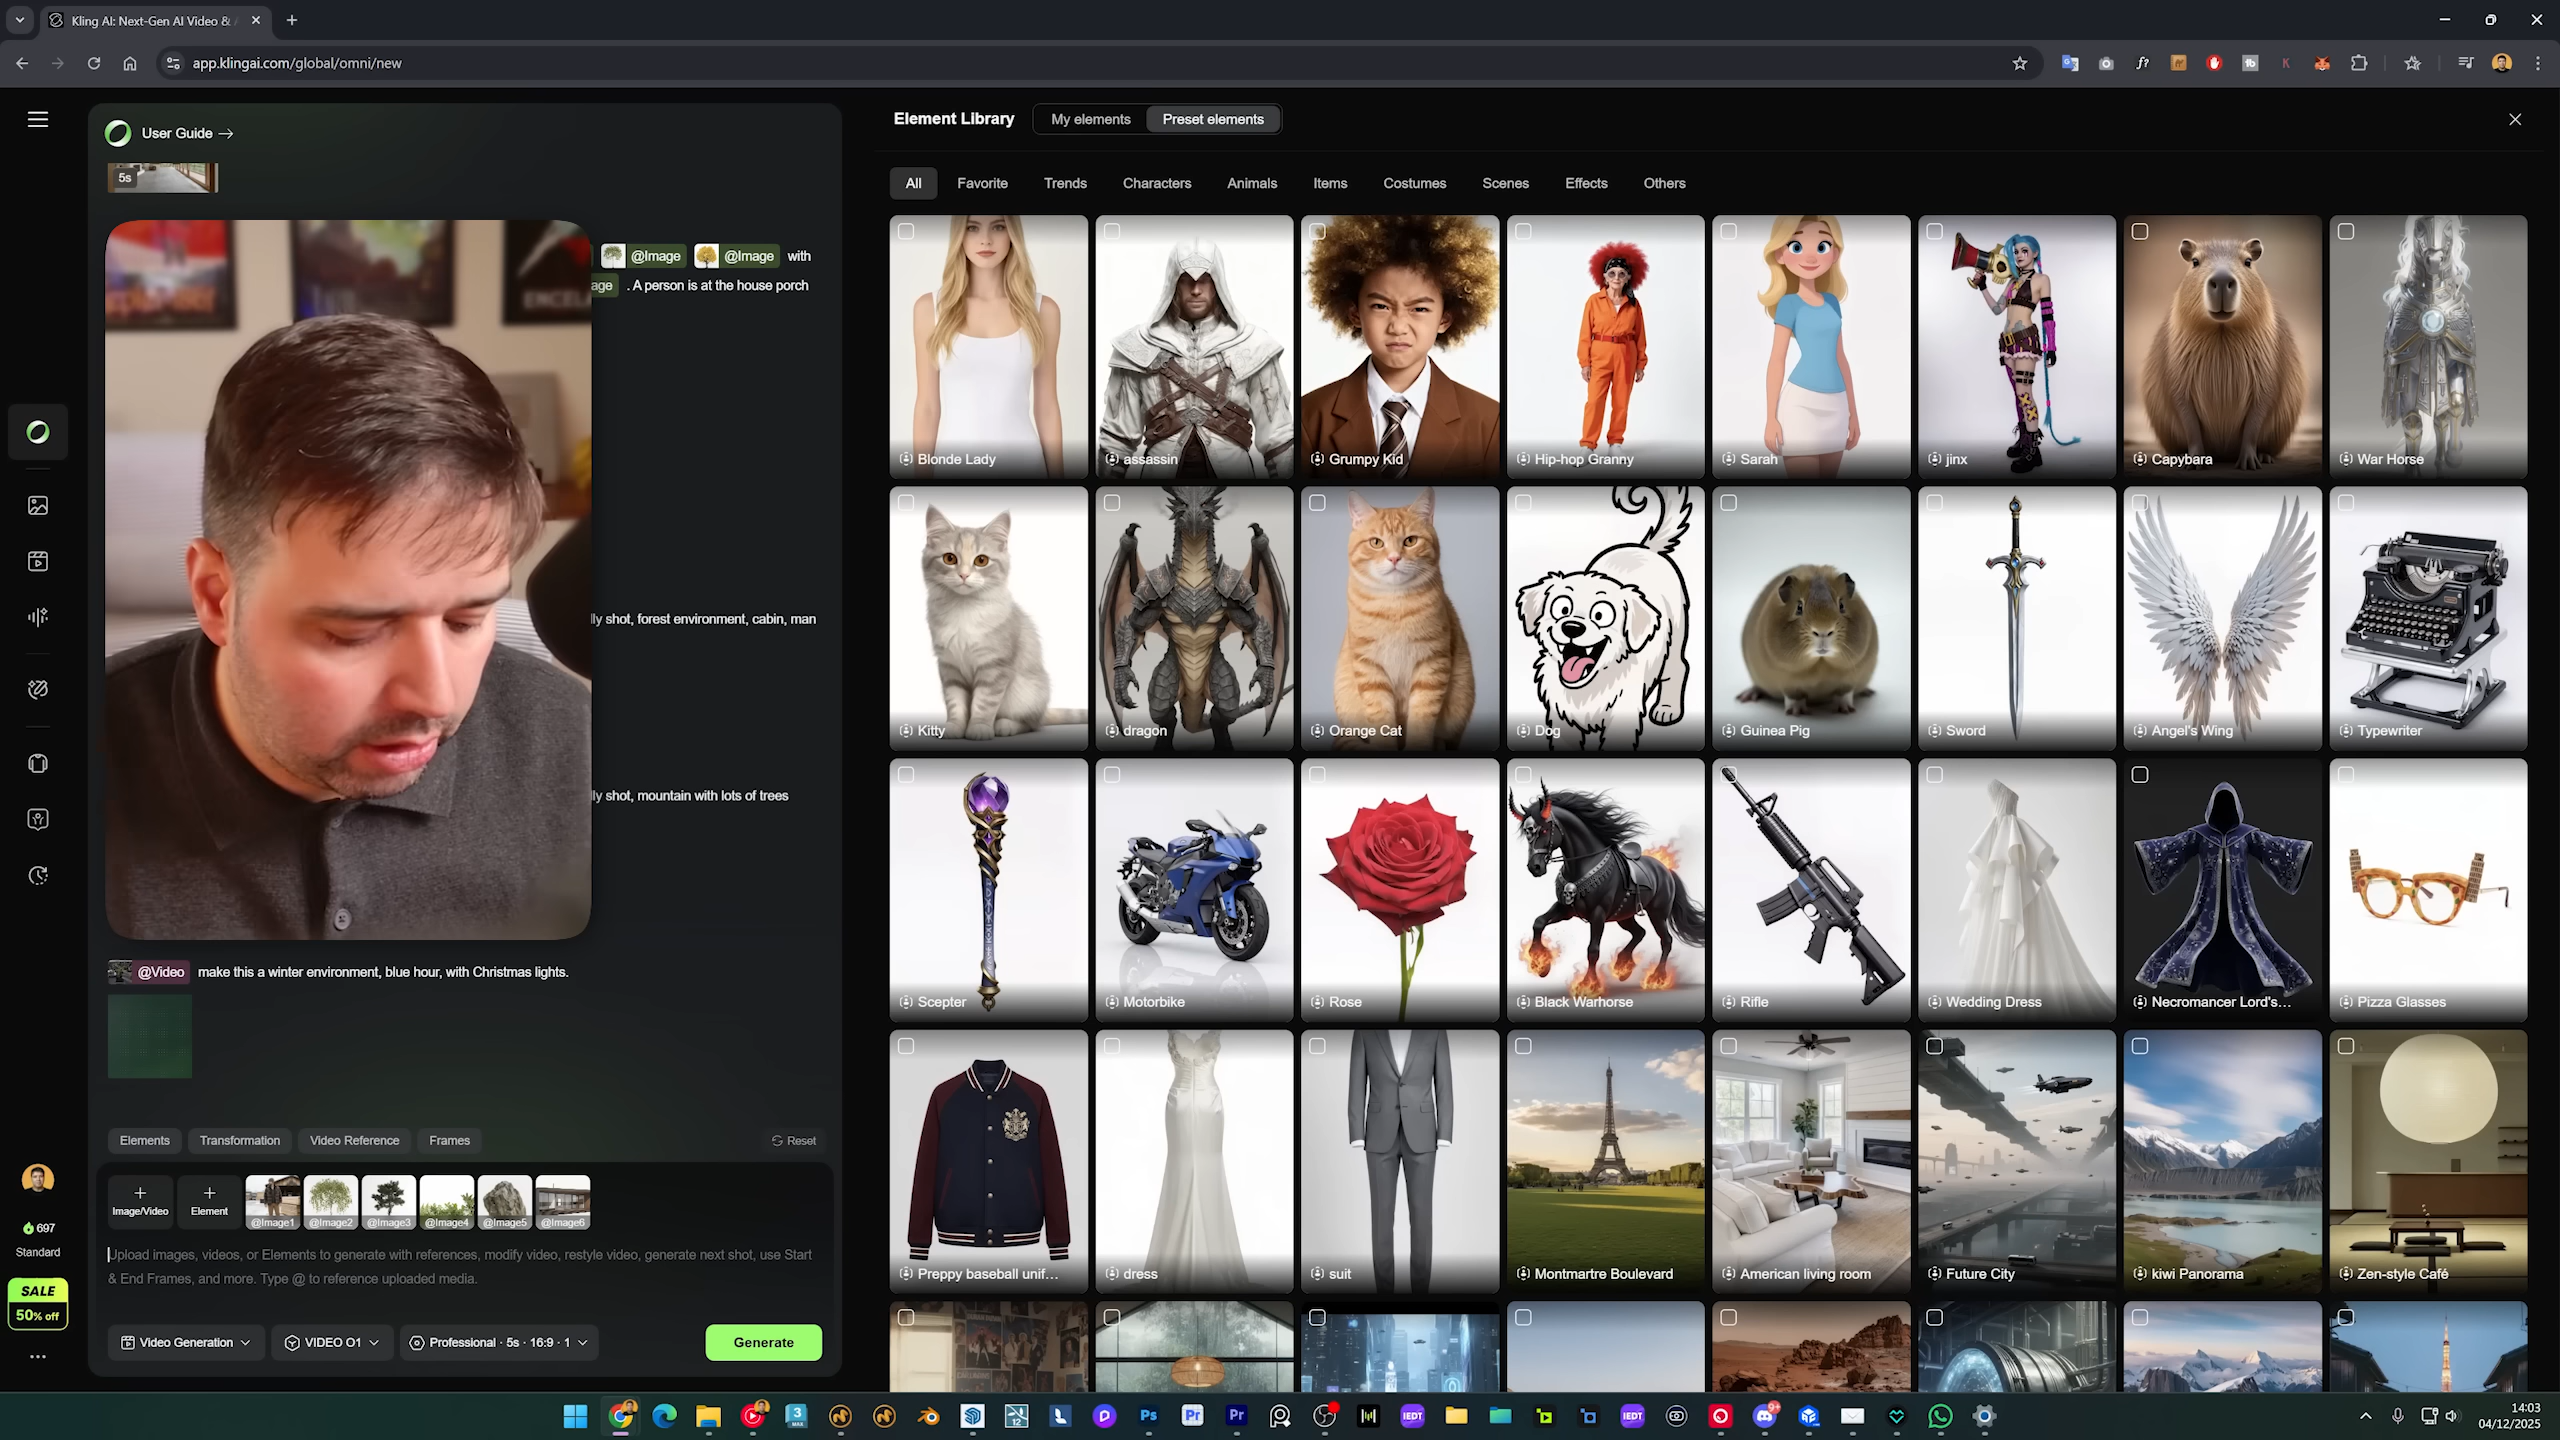 Kling AI: Next-Gen AI Video &
app.klingai.com/global/omni/new
User Guide →
Element Library
My elements
Preset elements
5s
All
Favorite
Trends
Characters
Animals
Items
Costumes
Scenes
Effects
Others
@Image @Image with
age . A person is at the house porch
lly shot, forest environment, cabin, man
lly shot, mountain with lots of trees
@Video make this a winter environment, blue hour, with Christmas lights.
Blonde Lady
assassin
Grumpy Kid
Hip-hop Granny
Sarah
jinx
Capybara
War Horse
Kitty
dragon
Orange Cat
Dog
Guinea Pig
Sword
Angel's Wing
Typewriter
Scepter
Motorbike
Rose
Black Warhorse
Rifle
Wedding Dress
Necromancer Lord's...
Pizza Glasses
Preppy baseball unif...
dress
suit
Montmartre Boulevard
American living room
Future City
kiwi Panorama
Zen-style Café
Elements
Transformation
Video Reference
Frames
Reset
Image/Video
Element
@Image1
@Image2
@Image3
@Image4
@Image5
@Image6
Upload images, videos, or Elements to generate with references, modify video, restyle video, generate next shot, use Start
& End Frames, and more. Type @ to reference uploaded media.
Video Generation
VIDEO O1
Professional · 5s · 16:9 · 1
Generate
697
Standard
SALE
50% off
14:03
04/12/2025